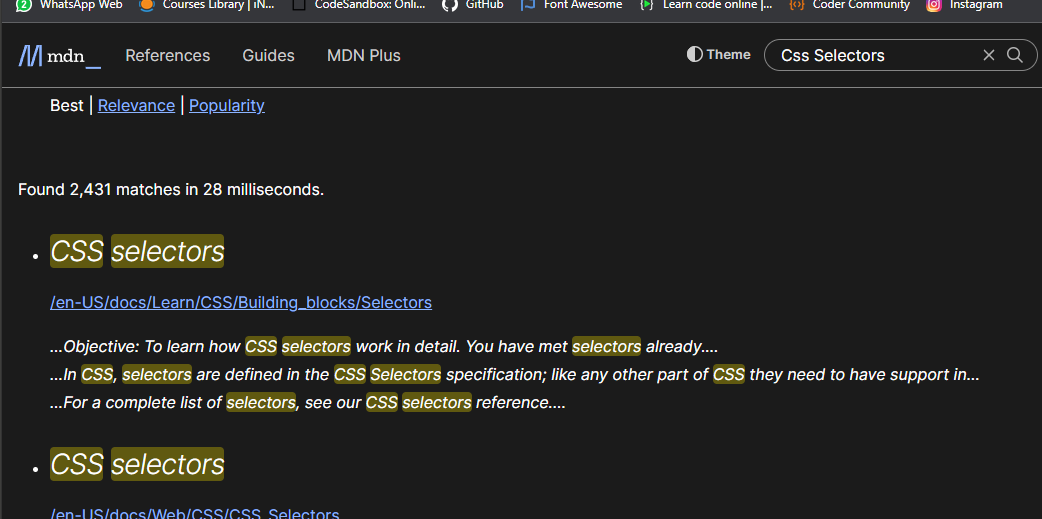 WhatsApp Web Courses Library | iN... CodeSandbox: Onli... GitHub Font Awesome Learn code online |... Coder Community Instagram
mdn_ References Guides MDN Plus Theme Css Selectors
Best | Relevance | Popularity
Found 2,431 matches in 28 milliseconds.
CSS selectors
/en-US/docs/Learn/CSS/Building_blocks/Selectors
...Objective: To learn how CSS selectors work in detail. You have met selectors already....
...In CSS, selectors are defined in the CSS Selectors specification; like any other part of CSS they need to have support in...
...For a complete list of selectors, see our CSS selectors reference....
CSS selectors
/en-US/docs/Web/CSS/CSS_Selectors